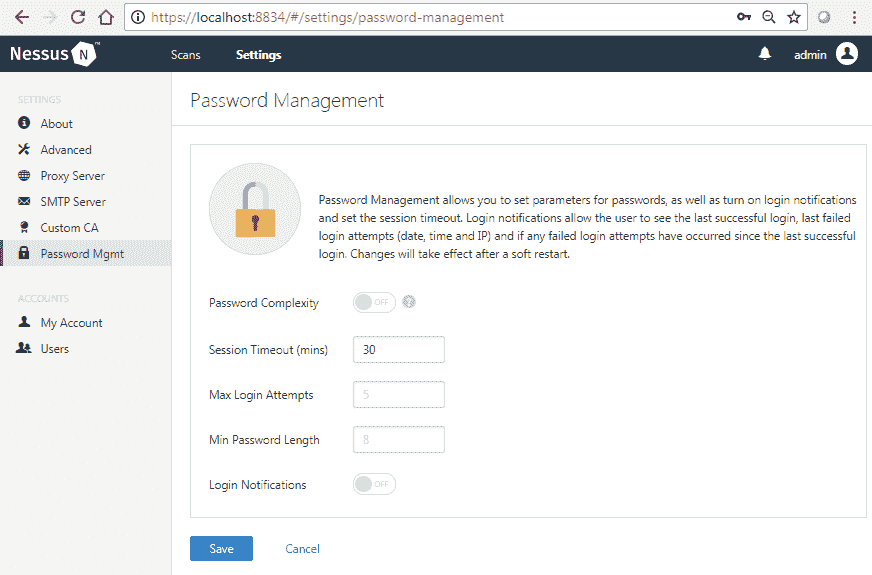 https://localhost:8834/#/settings/password-management
Nessus N ™ Scans Settings admin
SETTINGS
About
Advanced
Proxy Server
SMTP Server
Custom CA
Password Mgmt
ACCOUNTS
My Account
Users
Password Management
Password Management allows you to set parameters for passwords, as well as turn on login notifications
and set the session timeout. Login notifications allow the user to see the last successful login, last failed
login attempts (date, time and IP) and if any failed login attempts have occurred since the last successful
login. Changes will take effect after a soft restart.
Password Complexity OFF
Session Timeout (mins) 30
Max Login Attempts 5
Min Password Length 8
Login Notifications OFF
Save Cancel